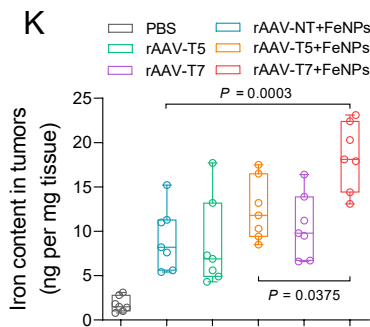 K
PBS
rAAV-NT+FeNPs
rAAV-T5
rAAV-T5+FeNPs
rAAV-T7
rAAV-T7+FeNPs
Iron content in tumors
(ng per mg tissue)
25
20
15
10
5
0
P = 0.0003
P = 0.0375